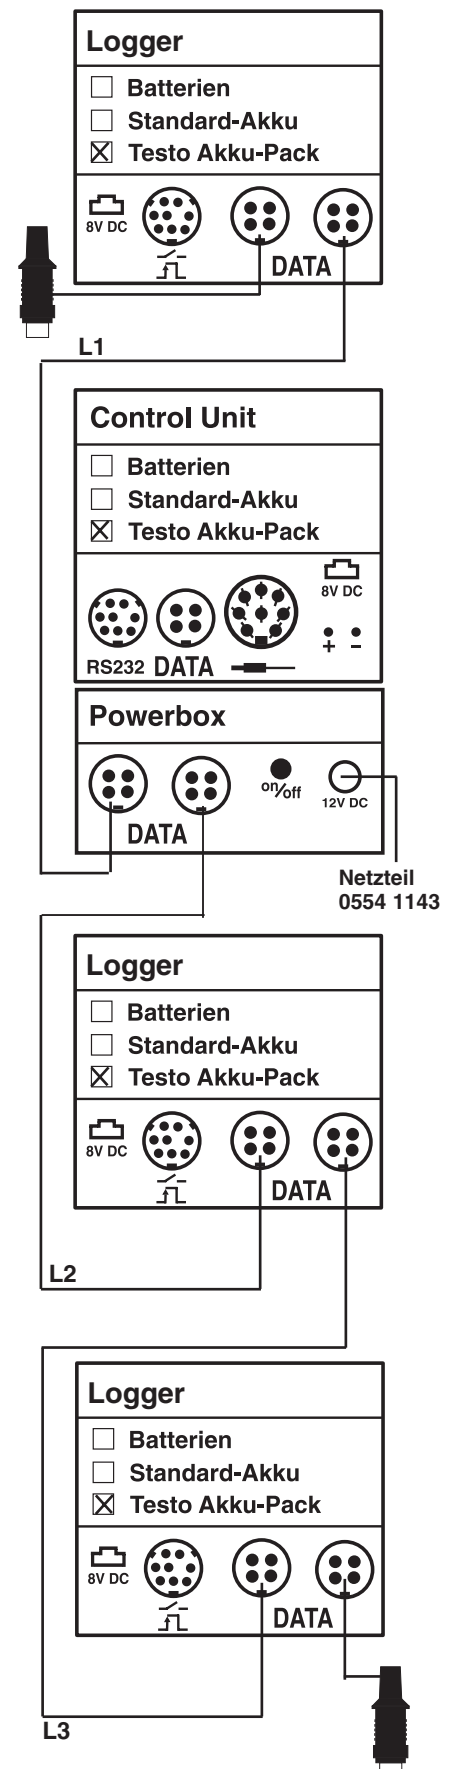 Logger
Batterien
Standard-Akku
Testo Akku-Pack
8V DC
DATA
L1
Control Unit
Batterien
Standard-Akku
Testo Akku-Pack
8V DC
+ -
RS232 DATA
Powerbox
on/off
12V DC
DATA
Netzteil
0554 1143
Logger
Batterien
Standard-Akku
Testo Akku-Pack
8V DC
DATA
L2
Logger
Batterien
Standard-Akku
Testo Akku-Pack
8V DC
DATA
L3